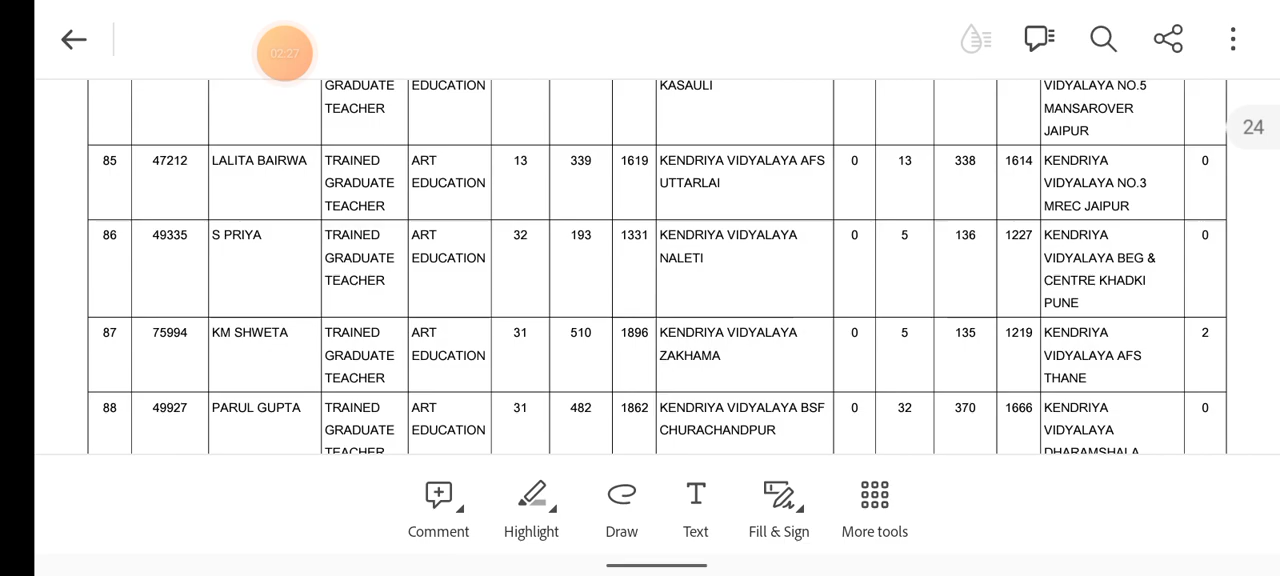 02:27
24
GRADUATE EDUCATION KASAULI VIDYALAYA NO.5
TEACHER MANSAROVER
JAIPUR
85 47212 LALITA BAIRWA TRAINED ART 13 339 1619 KENDRIYA VIDYALAYA AFS 0 13 338 1614 KENDRIYA 0
GRADUATE EDUCATION UTTARLAI VIDYALAYA NO.3
TEACHER MREC JAIPUR
86 49335 S PRIYA TRAINED ART 32 193 1331 KENDRIYA VIDYALAYA 0 5 136 1227 KENDRIYA 0
GRADUATE EDUCATION NALETI VIDYALAYA BEG &
TEACHER CENTRE KHADKI
PUNE
87 75994 KM SHWETA TRAINED ART 31 510 1896 KENDRIYA VIDYALAYA 0 5 135 1219 KENDRIYA 2
GRADUATE EDUCATION ZAKHAMA VIDYALAYA AFS
TEACHER THANE
88 49927 PARUL GUPTA TRAINED ART 31 482 1862 KENDRIYA VIDYALAYA BSF 0 32 370 1666 KENDRIYA 0
GRADUATE EDUCATION CHURACHANDPUR VIDYALAYA
TEACHER DHARAMSHALA
Comment Highlight Draw Text Fill & Sign More tools